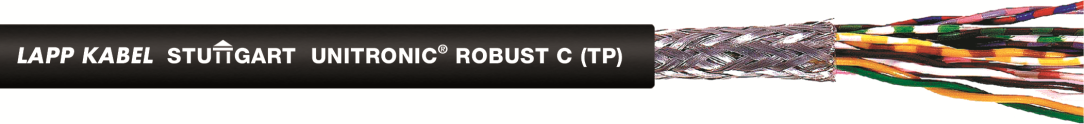 LAPP KABEL STUTTGART UNITRONIC® ROBUST C (TP)